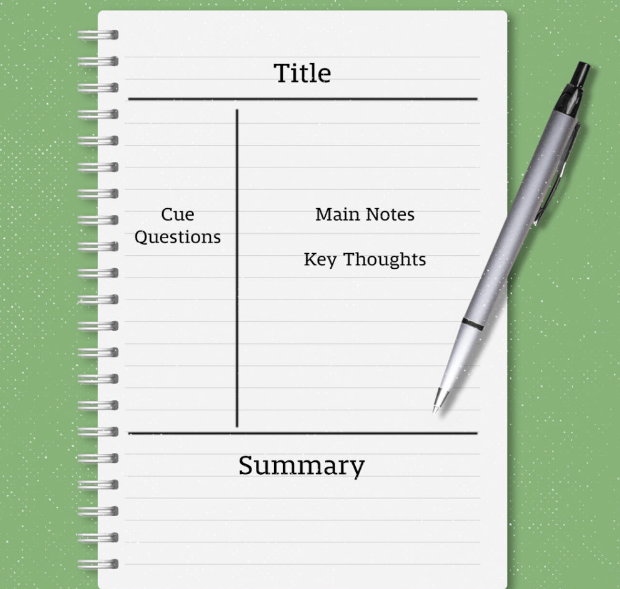 Title
Cue
Questions
Main Notes
Key Thoughts
Summary